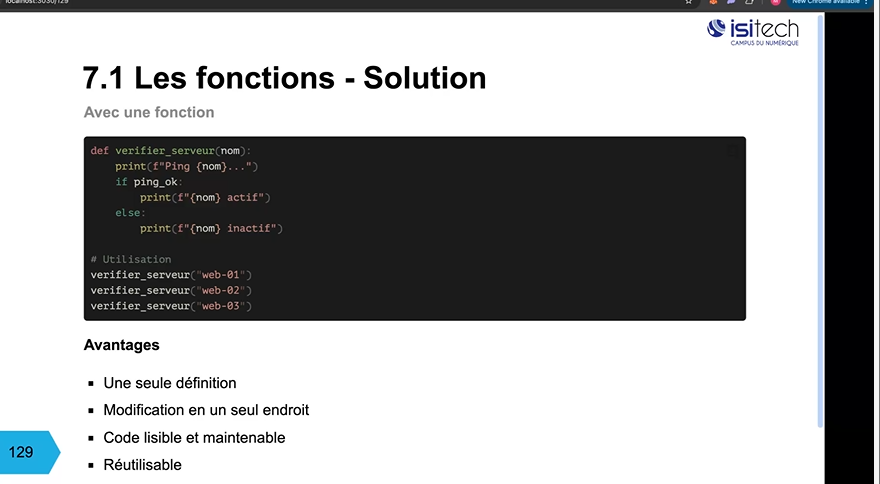 localhost:3030/129
New Chrome available
isitech
CAMPUS DU NUMÉRIQUE
7.1 Les fonctions - Solution
Avec une fonction
def verifier_serveur(nom):
    print(f"Ping {nom}...")
    if ping_ok:
        print(f"{nom} actif")
    else:
        print(f"{nom} inactif")
# Utilisation
verifier_serveur("web-01")
verifier_serveur("web-02")
verifier_serveur("web-03")
Avantages
▪ Une seule définition
▪ Modification en un seul endroit
▪ Code lisible et maintenable
129
▪ Réutilisable